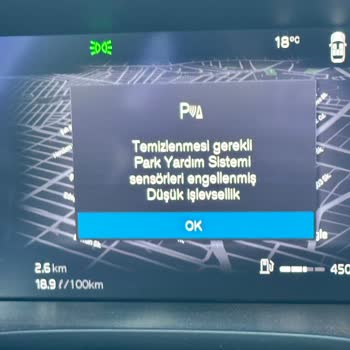 18°C
P
Temizlenmesi gerekli
Park Yardım Sistemi
sensörleri engellenmiş
Düşük işlevsellik
OK
2.6 km
18.9 ℓ/100km
450